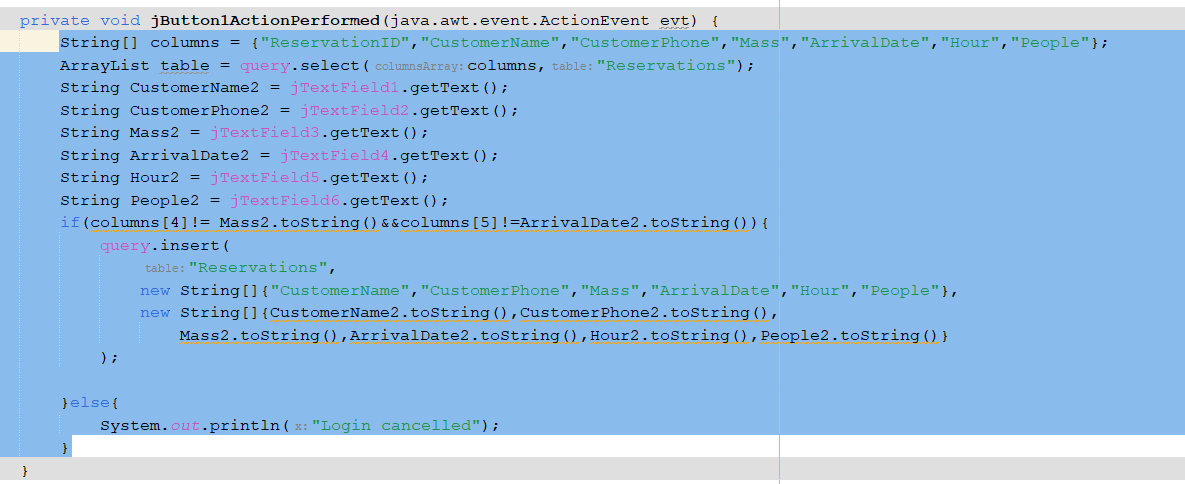 private void jButton1ActionPerformed(java.awt.event.ActionEvent evt) {
String[] columns = {"ReservationID","CustomerName","CustomerPhone","Mass","ArrivalDate","Hour","People"};
ArrayList table = query.select( columnsArray: columns, table: "Reservations");
String CustomerName2 = jTextField1.getText();
String CustomerPhone2 = jTextField2.getText();
String Mass2 = jTextField3.getText();
String ArrivalDate2 = jTextField4.getText();
String Hour2 = jTextField5.getText();
String People2 = jTextField6.getText();
if(columns[4]!= Mass2.toString()&&columns[5]!=ArrivalDate2.toString()){
query.insert(
table: "Reservations",
new String[]{"CustomerName","CustomerPhone","Mass","ArrivalDate","Hour","People"},
new String[]{CustomerName2.toString(),CustomerPhone2.toString(),
Mass2.toString(),ArrivalDate2.toString(),Hour2.toString(),People2.toString()}
);
}else{
System.out.println( x: "Login cancelled");
}
}